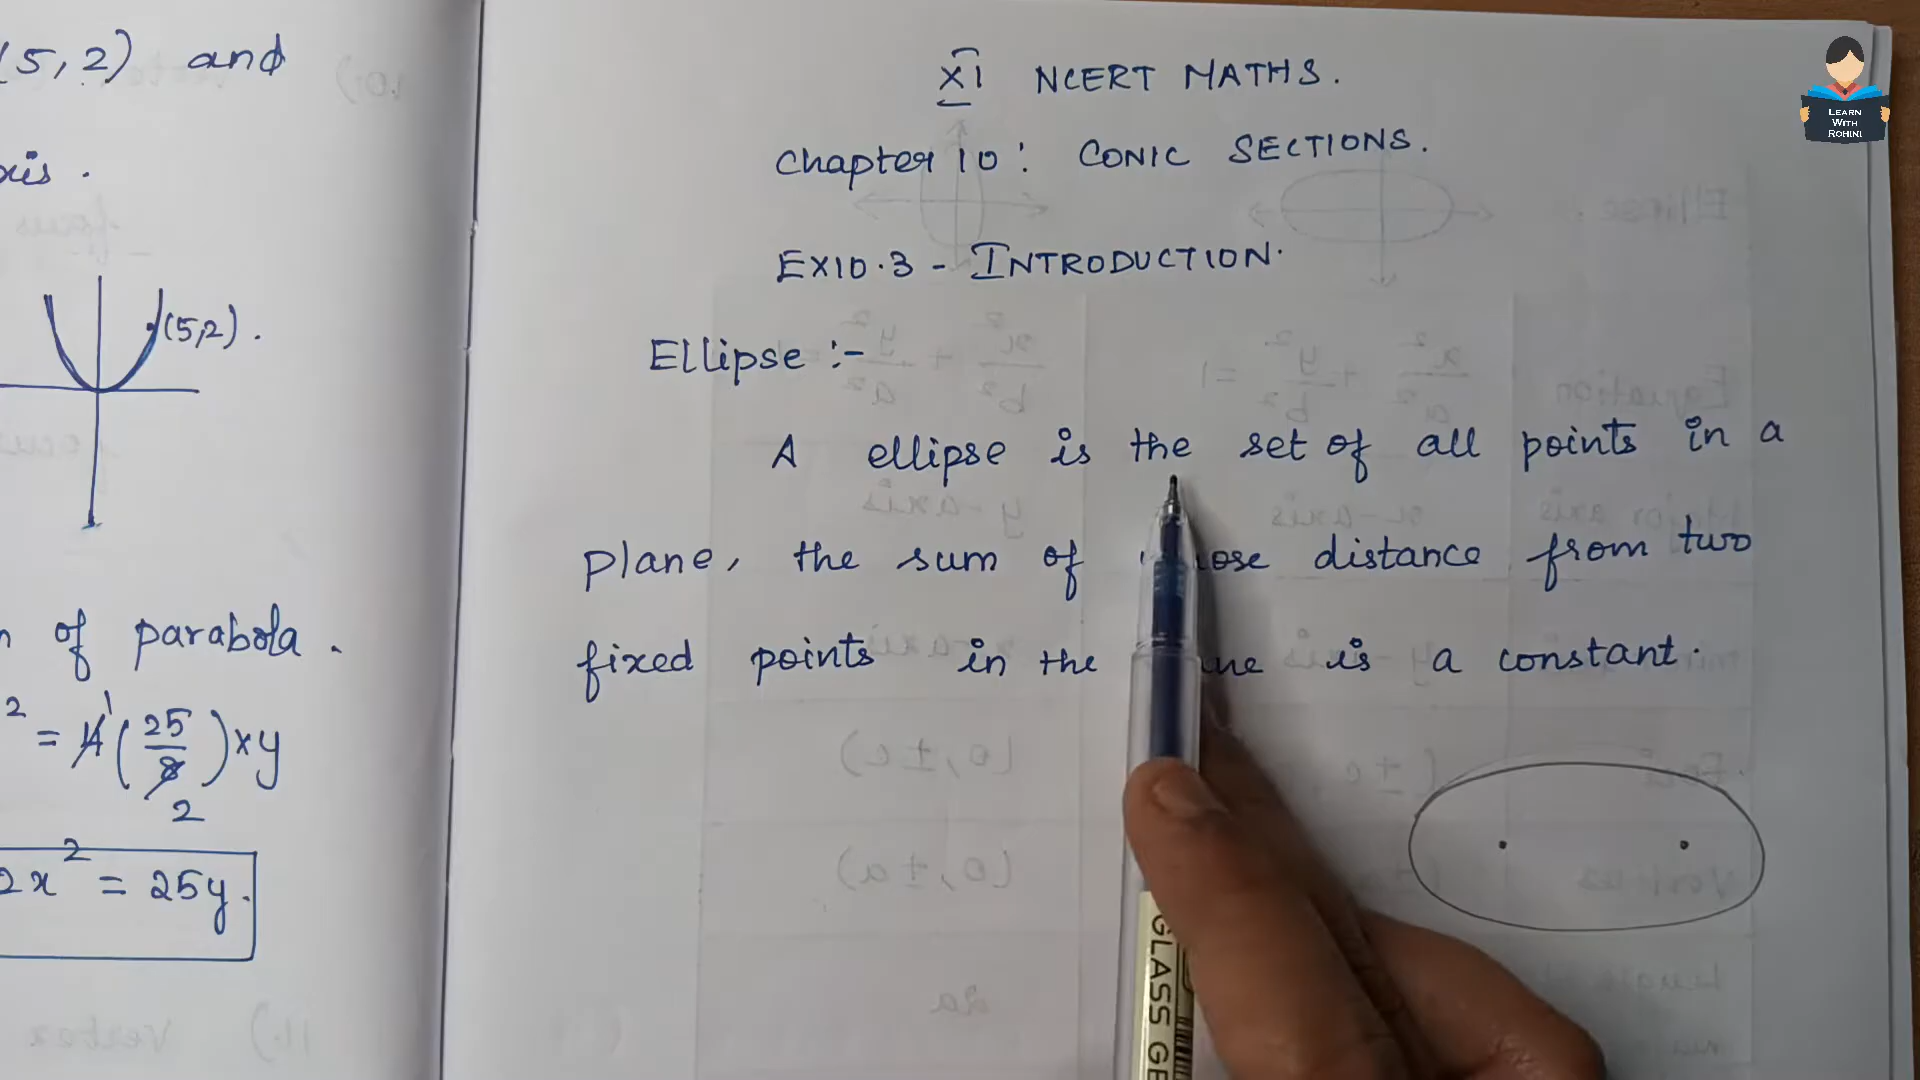 (5,2) and
xis.
(5,2).
of parabola.
2 = 4 1 (25/8 2) x y
2x² = 25y.
XI NCERT MATHS.
Chapter 10: CONIC SECTIONS.
EX10.3 - INTRODUCTION.
Ellipse :-
A ellipse is the set of all points in a
plane, the sum of distance from two
fixed points in the is a constant.
LEARN
WITH
ROHINI
GLASS GE